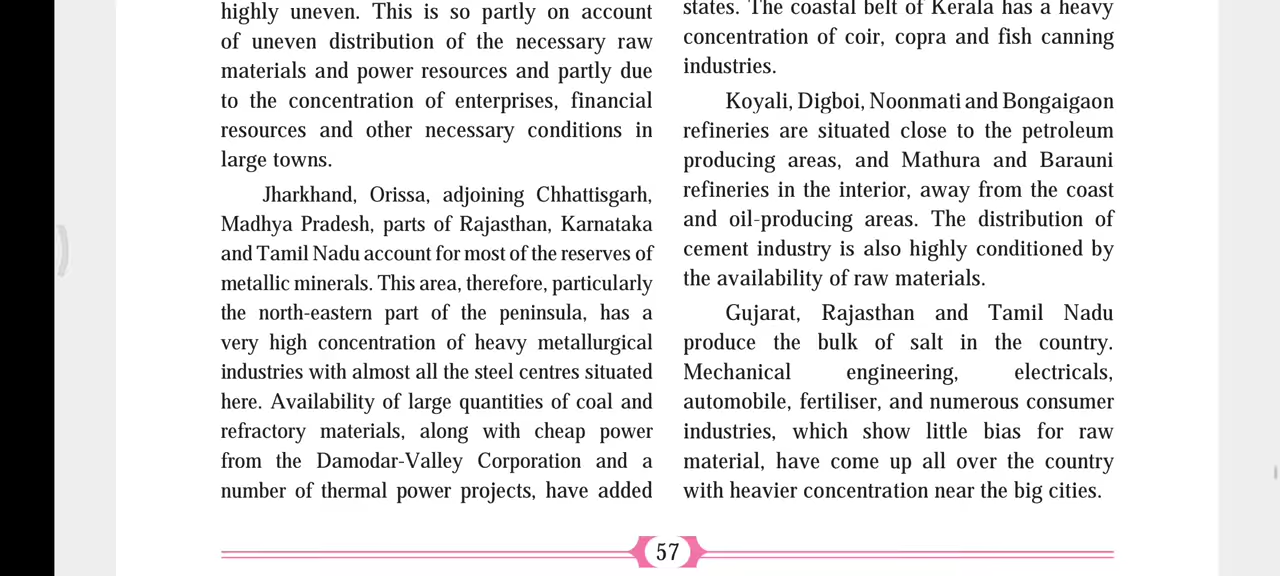 highly uneven. This is so partly on account
of uneven distribution of the necessary raw
materials and power resources and partly due
to the concentration of enterprises, financial
resources and other necessary conditions in
large towns.
Jharkhand, Orissa, adjoining Chhattisgarh,
Madhya Pradesh, parts of Rajasthan, Karnataka
and Tamil Nadu account for most of the reserves of
metallic minerals. This area, therefore, particularly
the north-eastern part of the peninsula, has a
very high concentration of heavy metallurgical
industries with almost all the steel centres situated
here. Availability of large quantities of coal and
refractory materials, along with cheap power
from the Damodar-Valley Corporation and a
number of thermal power projects, have added
states. The coastal belt of Kerala has a heavy
concentration of coir, copra and fish canning
industries.
Koyali, Digboi, Noonmati and Bongaigaon
refineries are situated close to the petroleum
producing areas, and Mathura and Barauni
refineries in the interior, away from the coast
and oil-producing areas. The distribution of
cement industry is also highly conditioned by
the availability of raw materials.
Gujarat, Rajasthan and Tamil Nadu
produce the bulk of salt in the country.
Mechanical engineering, electricals,
automobile, fertiliser, and numerous consumer
industries, which show little bias for raw
material, have come up all over the country
with heavier concentration near the big cities.
57